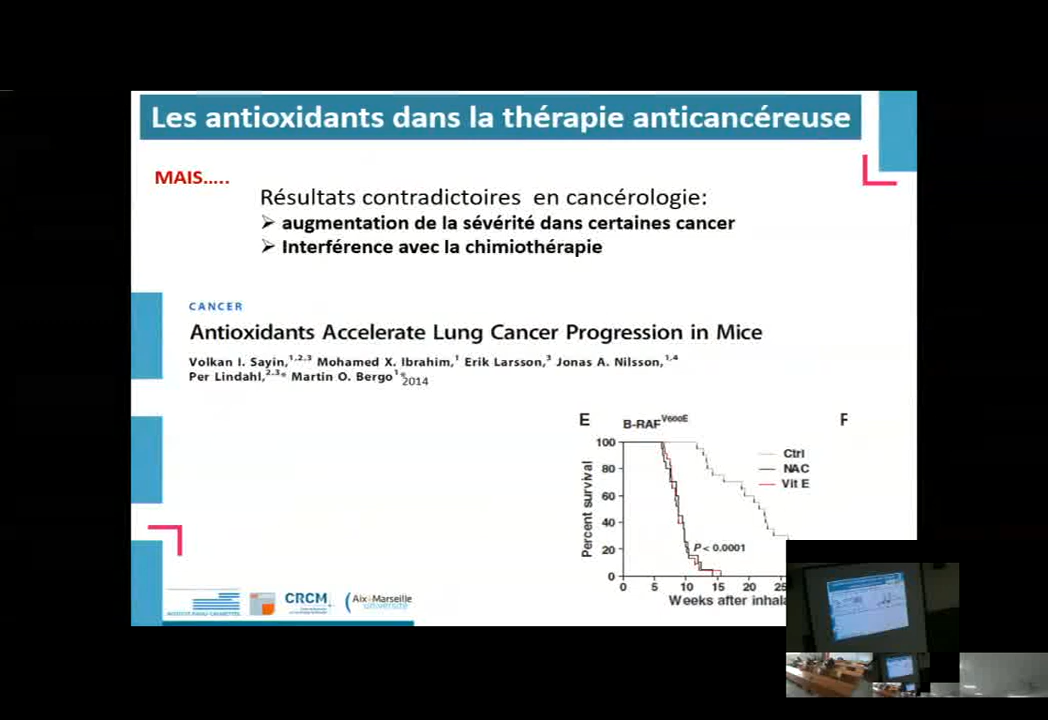 Les antioxidants dans la thérapie anticancéreuse
MAIS…..
Résultats contradictoires en cancérologie:
➢ augmentation de la sévérité dans certaines cancer
➢ Interférence avec la chimiothérapie
CANCER
Antioxidants Accelerate Lung Cancer Progression in Mice
Volkan I. Sayin,1,2,3 Mohamed X. Ibrahim,1 Erik Larsson,3 Jonas A. Nilsson,1,4
Per Lindahl,2,3* Martin O. Bergo1* 2014
E
B-RAFV600E
F
100
80
60
40
20
0
Percent survival
Ctrl
NAC
Vit E
P < 0.0001
0 5 10 15 20 25
Weeks after inhala
CRCM
Aix*Marseille
université